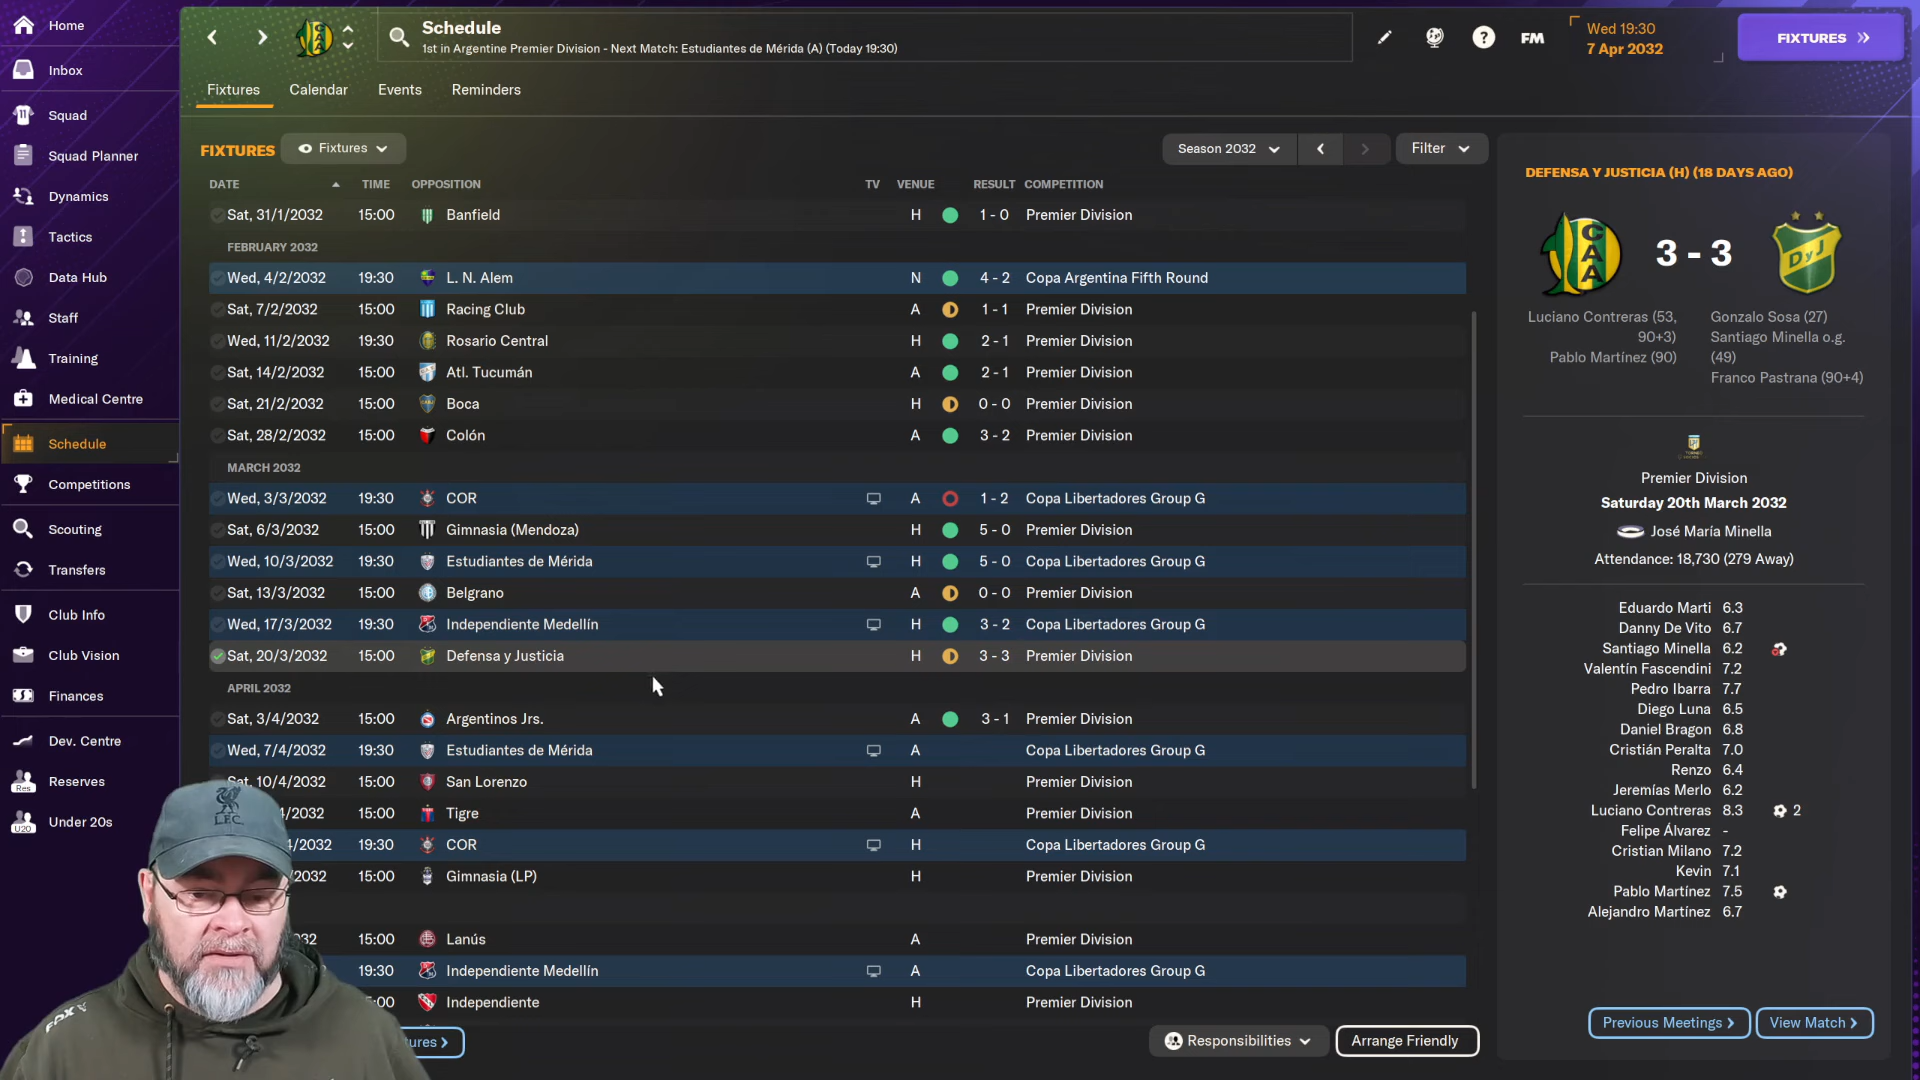 Home
Inbox
Squad
Squad Planner
Dynamics
Tactics
Data Hub
Staff
Training
Medical Centre
Schedule
Competitions
Scouting
Transfers
Club Info
Club Vision
Finances
Dev. Centre
Res
Reserves
U20
Under 20s
CAA
Schedule
1st in Argentine Premier Division - Next Match: Estudiantes de Mérida (A) (Today 19:30)
?
FM
Wed 19:30
7 Apr 2032
FIXTURES
Fixtures
Calendar
Events
Reminders
FIXTURES
Fixtures
Season 2032
Filter
DATE TIME OPPOSITION TV VENUE RESULT COMPETITION
Sat, 31/1/2032 15:00 Banfield H 1 - 0 Premier Division
FEBRUARY 2032
Wed, 4/2/2032 19:30 L. N. Alem N 4 - 2 Copa Argentina Fifth Round
Sat, 7/2/2032 15:00 Racing Club A 1 - 1 Premier Division
Wed, 11/2/2032 19:30 Rosario Central H 2 - 1 Premier Division
Sat, 14/2/2032 15:00 Atl. Tucumán A 2 - 1 Premier Division
Sat, 21/2/2032 15:00 Boca H 0 - 0 Premier Division
Sat, 28/2/2032 15:00 Colón A 3 - 2 Premier Division
MARCH 2032
Wed, 3/3/2032 19:30 COR A 1 - 2 Copa Libertadores Group G
Sat, 6/3/2032 15:00 Gimnasia (Mendoza) H 5 - 0 Premier Division
Wed, 10/3/2032 19:30 Estudiantes de Mérida H 5 - 0 Copa Libertadores Group G
Sat, 13/3/2032 15:00 Belgrano A 0 - 0 Premier Division
Wed, 17/3/2032 19:30 Independiente Medellín H 3 - 2 Copa Libertadores Group G
Sat, 20/3/2032 15:00 Defensa y Justicia H 3 - 3 Premier Division
APRIL 2032
Sat, 3/4/2032 15:00 Argentinos Jrs. A 3 - 1 Premier Division
Wed, 7/4/2032 19:30 Estudiantes de Mérida A Copa Libertadores Group G
Sat, 10/4/2032 15:00 San Lorenzo H Premier Division
15:00 Tigre A Premier Division
4/2032 19:30 COR H Copa Libertadores Group G
/2032 15:00 Gimnasia (LP) H Premier Division
15:00 Lanús A Premier Division
19:30 Independiente Medellín A Copa Libertadores Group G
:00 Independiente H Premier Division
Responsibilities
Arrange Friendly
DEFENSA Y JUSTICIA (H) (18 DAYS AGO)
CAA
3 - 3
DyJ
Luciano Contreras (53,
90+3)
Pablo Martínez (90)
Gonzalo Sosa (27)
Santiago Minella o.g.
(49)
Franco Pastrana (90+4)
Premier Division
Saturday 20th March 2032
José María Minella
Attendance: 18,730 (279 Away)
Eduardo Marti 6.3
Danny De Vito 6.7
Santiago Minella 6.2
Valentín Fascendini 7.2
Pedro Ibarra 7.7
Diego Luna 6.5
Daniel Bragon 6.8
Cristián Peralta 7.0
Renzo 6.4
Jeremías Merlo 6.2
Luciano Contreras 8.3 2
Felipe Álvarez -
Cristian Milano 7.2
Kevin 7.1
Pablo Martínez 7.5
Alejandro Martínez 6.7
Previous Meetings
View Match
L.F.C.
FOX